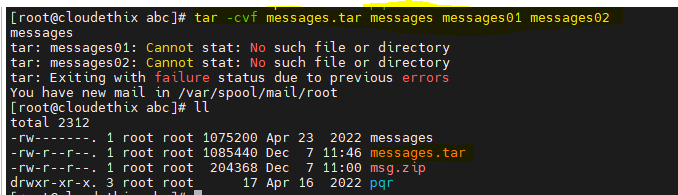 [root@cloudethix abc]# tar -cvf messages.tar messages messages01 messages02
messages
tar: messages01: Cannot stat: No such file or directory
tar: messages02: Cannot stat: No such file or directory
tar: Exiting with failure status due to previous errors
You have new mail in /var/spool/mail/root
[root@cloudethix abc]# ll
total 2312
-rw-------. 1 root root 1075200 Apr 23  2022 messages
-rw-r--r--. 1 root root 1085440 Dec  7 11:46 messages.tar
-rw-r--r--. 1 root root  204368 Dec  7 11:00 msg.zip
drwxr-xr-x. 3 root root      17 Apr 16  2022 pqr
[root@cloudethix abc]#